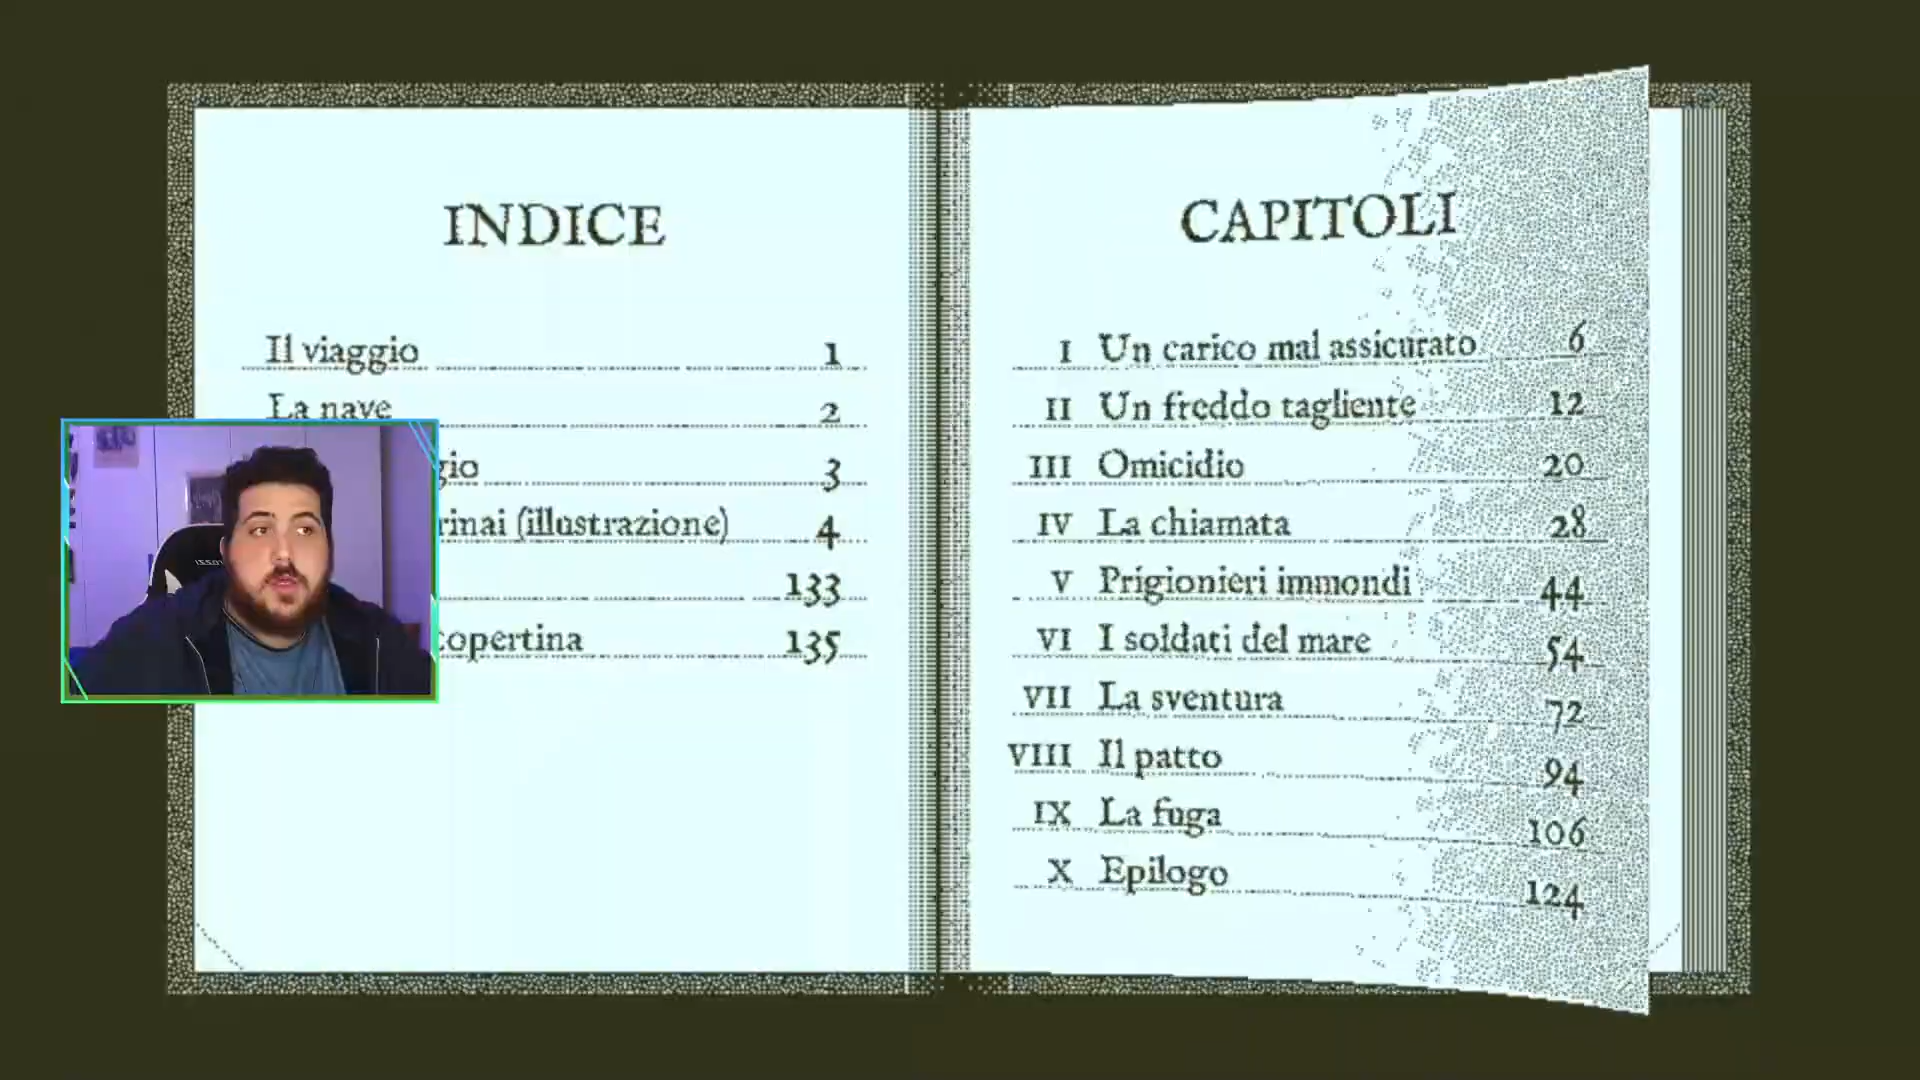 INDICE
Il viaggio 1
La nave 2
3
(illustrazione) 4
133
copertina 135
CAPITOLI
I Un carico mal assicurato 6
II Un freddo tagliente 12
III Omicidio 20
IV La chiamata 28
V Prigionieri immondi 44
VI I soldati del mare 54
VII La sventura 72
VIII Il patto 94
IX La fuga 106
X Epilogo 124